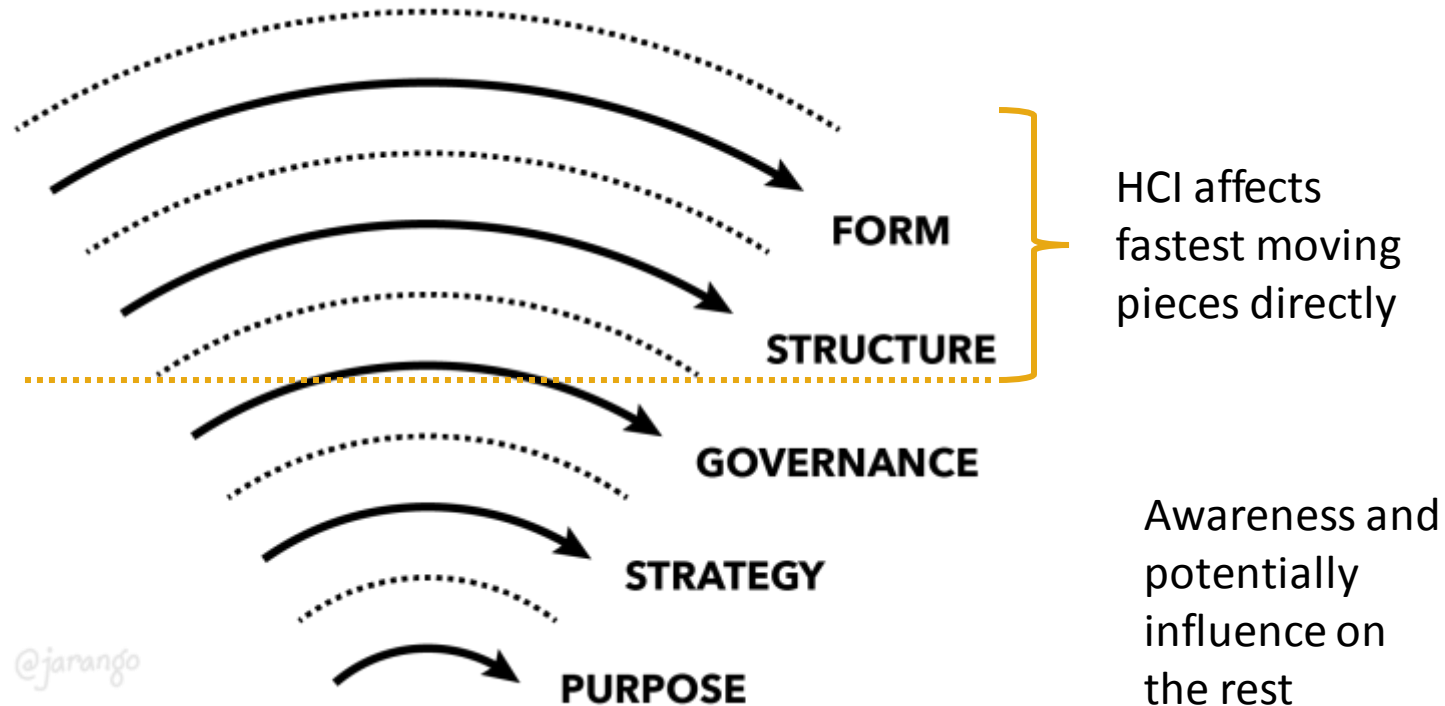 FORM
STRUCTURE
GOVERNANCE
STRATEGY
PURPOSE
HCI affects
fastest moving
pieces directly
Awareness and
potentially
influence on
the rest
@jarango